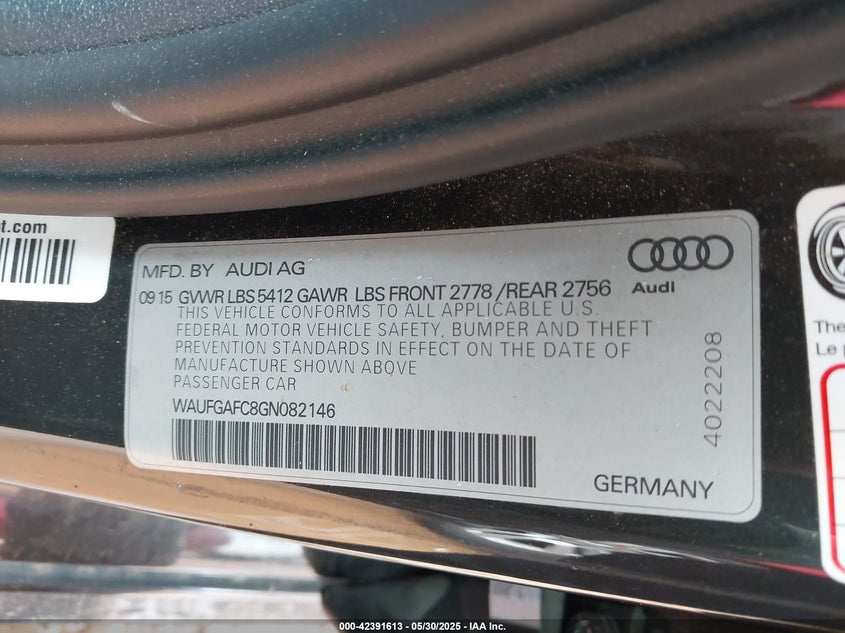 t.com
MFD. BY AUDI AG
Audi
09 15 GVWR LBS 5412 GAWR LBS FRONT 2778 /REAR 2756
THIS VEHICLE CONFORMS TO ALL APPLICABLE U.S.
FEDERAL MOTOR VEHICLE SAFETY, BUMPER AND THEFT
PREVENTION STANDARDS IN EFFECT ON THE DATE OF
MANUFACTURE SHOWN ABOVE
PASSENGER CAR
WAUFGAFC8GN082146
GERMANY
4022208
The
Le p
000-42391613 - 05/30/2025 - IAA Inc.